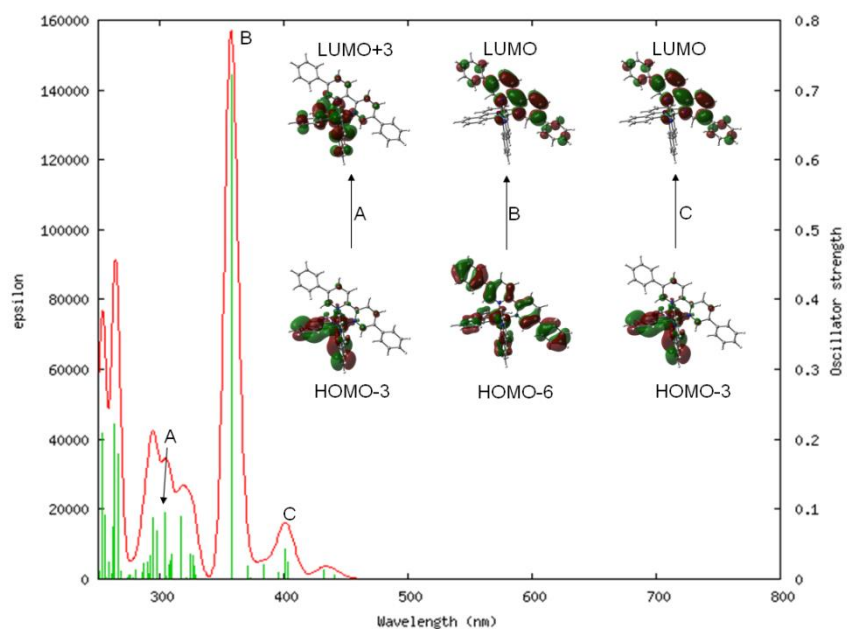 160000
140000
120000
100000
80000
60000
40000
20000
0
epsilon
0.8
0.7
0.6
0.5
0.4
0.3
0.2
0.1
0
Oscillator strength
B
LUMO+3
LUMO
LUMO
A
B
C
HOMO-3
HOMO-6
HOMO-3
A
C
300
400
500
600
700
800
Wavelength (nm)